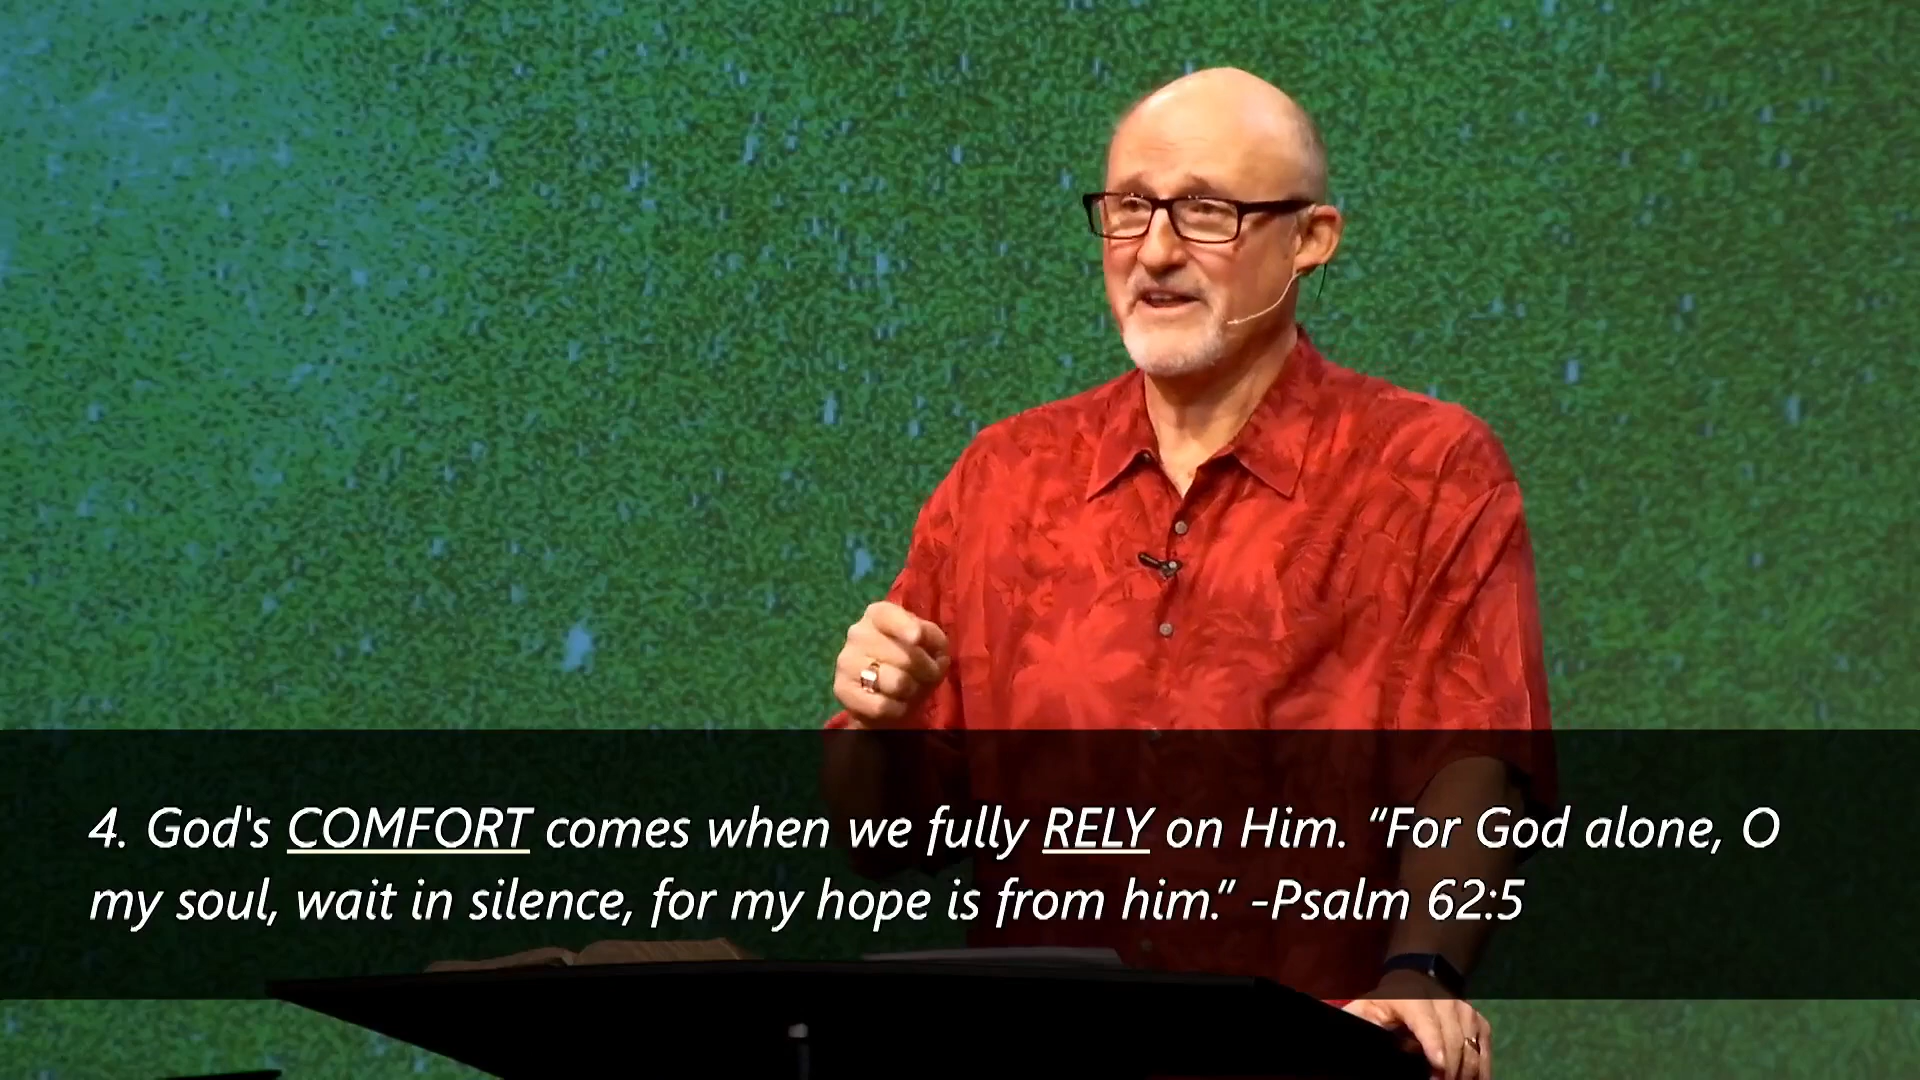 4. God's COMFORT comes when we fully RELY on Him. “For God alone, O
my soul, wait in silence, for my hope is from him.” -Psalm 62:5